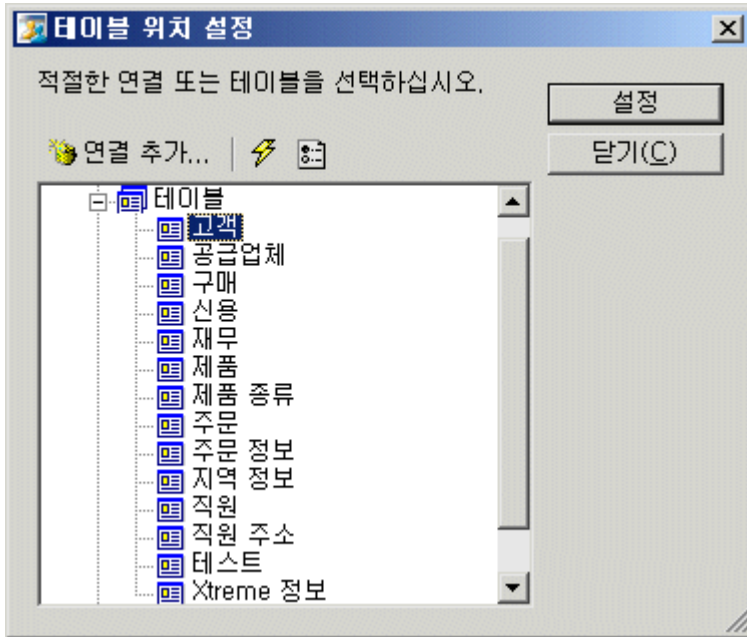 테이블 위치 설정
적절한 연결 또는 테이블을 선택하십시오.
설정
닫기(C)
연결 추가...
테이블
고객
공급업체
구매
신용
재무
제품
제품 종류
주문
주문 정보
지역 정보
직원
직원 주소
테스트
Xtreme 정보